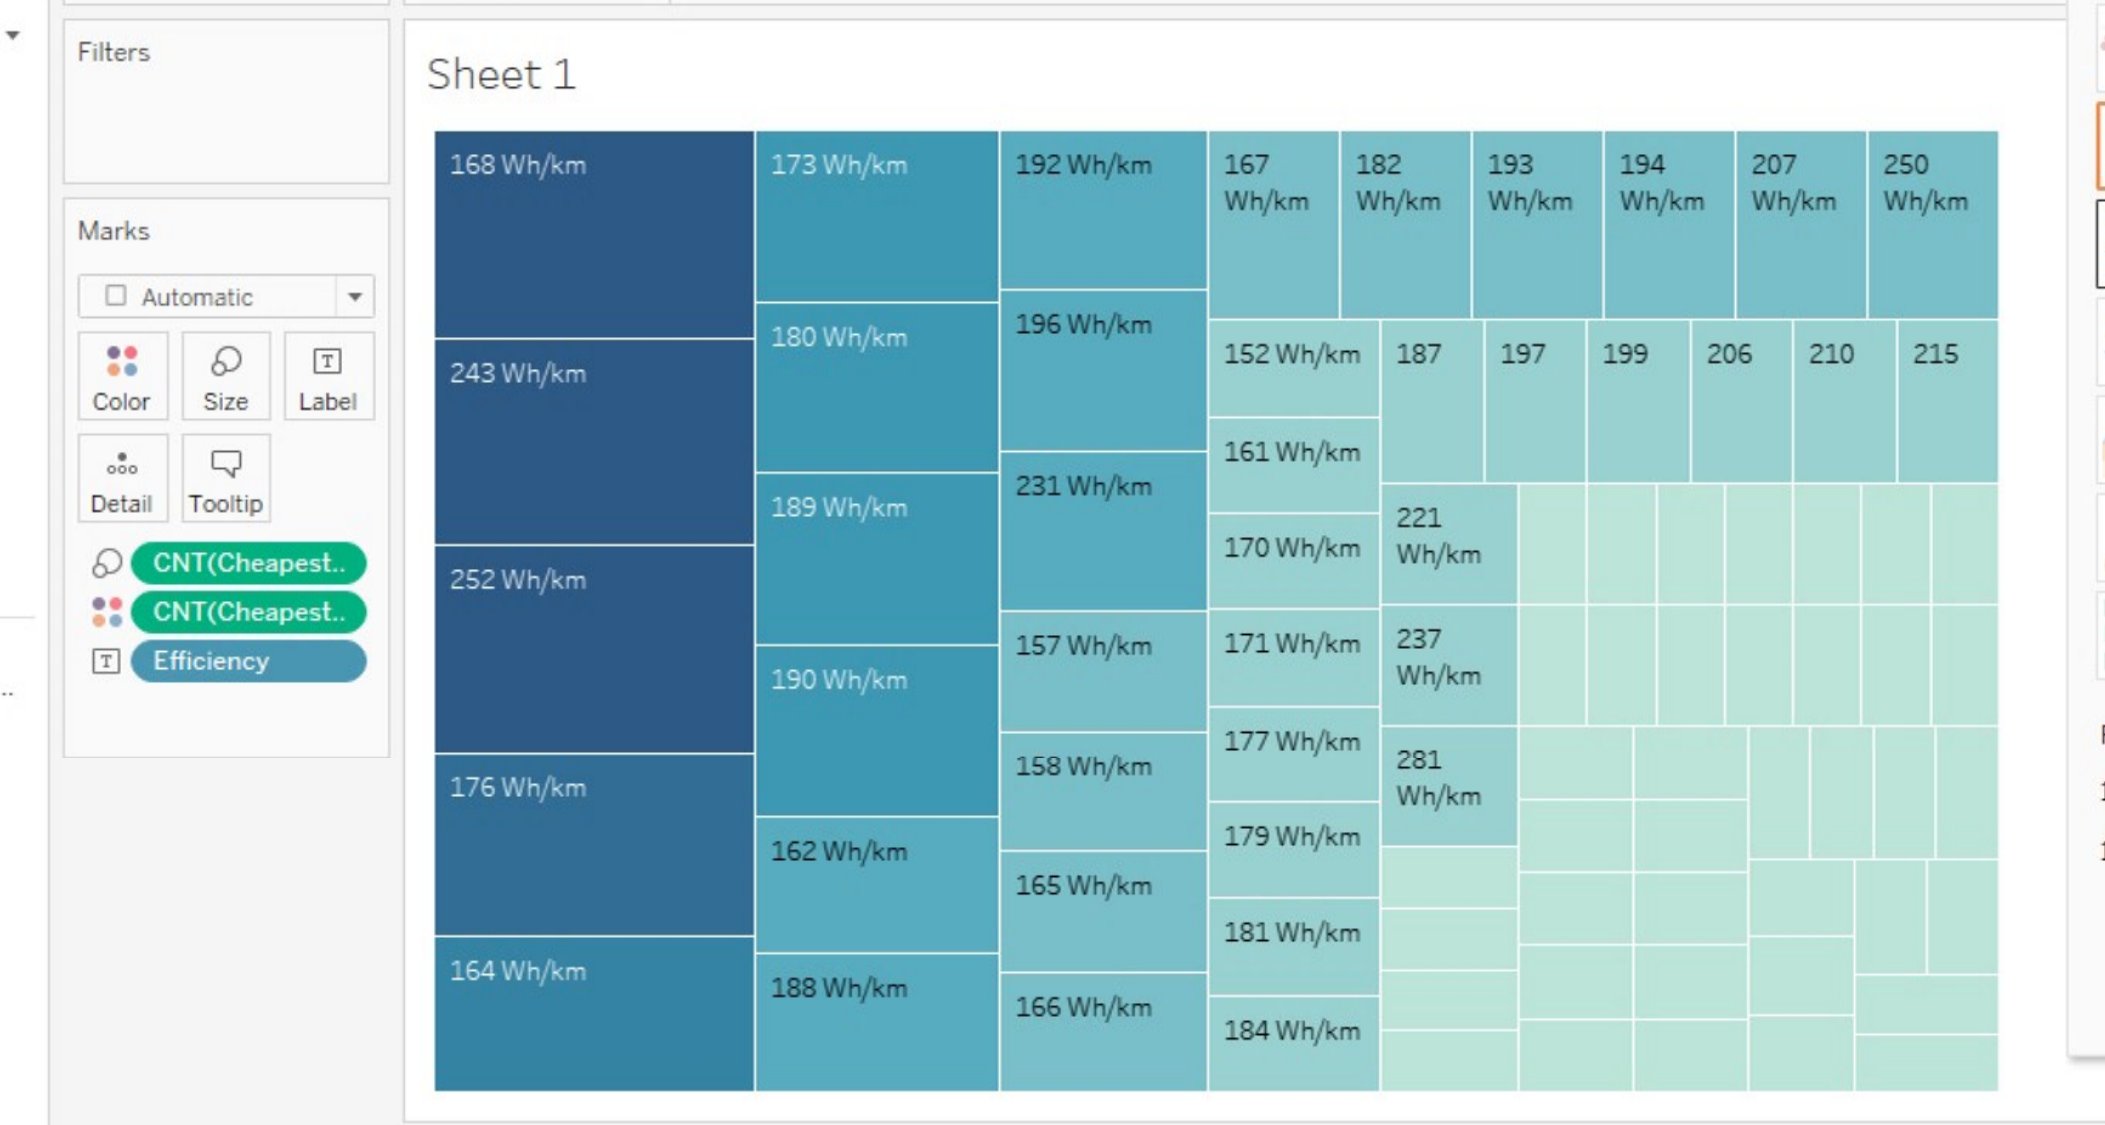 Filters
Marks
Automatic
Color
Size
T
Label
Detail
Tooltip
CNT(Cheapest..
CNT(Cheapest..
T
Efficiency
..
Sheet 1
168 Wh/km
243 Wh/km
252 Wh/km
176 Wh/km
164 Wh/km
173 Wh/km
180 Wh/km
189 Wh/km
190 Wh/km
162 Wh/km
188 Wh/km
192 Wh/km
196 Wh/km
231 Wh/km
157 Wh/km
158 Wh/km
165 Wh/km
166 Wh/km
167
Wh/km
182
Wh/km
193
Wh/km
194
Wh/km
207
Wh/km
250
Wh/km
152 Wh/km
161 Wh/km
170 Wh/km
171 Wh/km
177 Wh/km
179 Wh/km
181 Wh/km
184 Wh/km
187
197
199
206
210
215
221
Wh/km
237
Wh/km
281
Wh/km